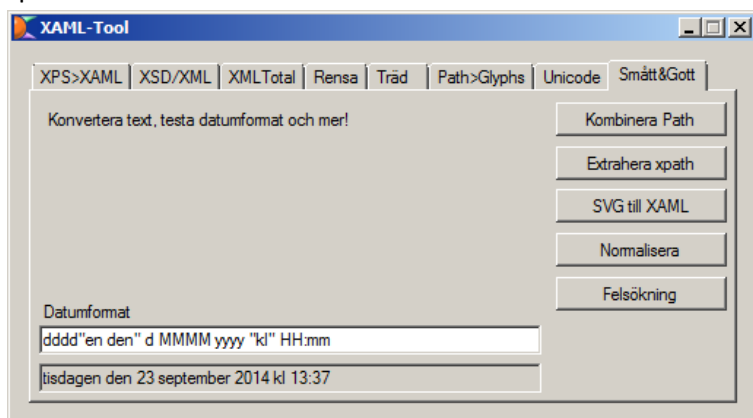 XAML-Tool
XPS>XAML XSD/XML XMLTotal Rensa Träd Path>Glyphs Unicode Smått&Gott
Konvertera text, testa datumformat och mer!
Kombinera Path
Extrahera xpath
SVG till XAML
Normalisera
Felsökning
Datumformat
dddd"en den" d MMMM yyyy "kl" HH:mm
tisdagen den 23 september 2014 kl 13:37